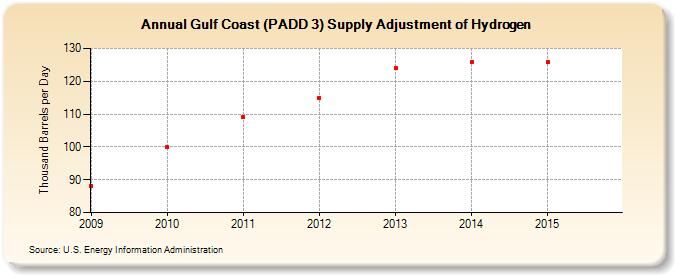 Annual Gulf Coast (PADD 3) Supply Adjustment of Hydrogen
Thousand Barrels per Day
130
120
110
100
90
80
2009 2010 2011 2012 2013 2014 2015
Source: U.S. Energy Information Administration